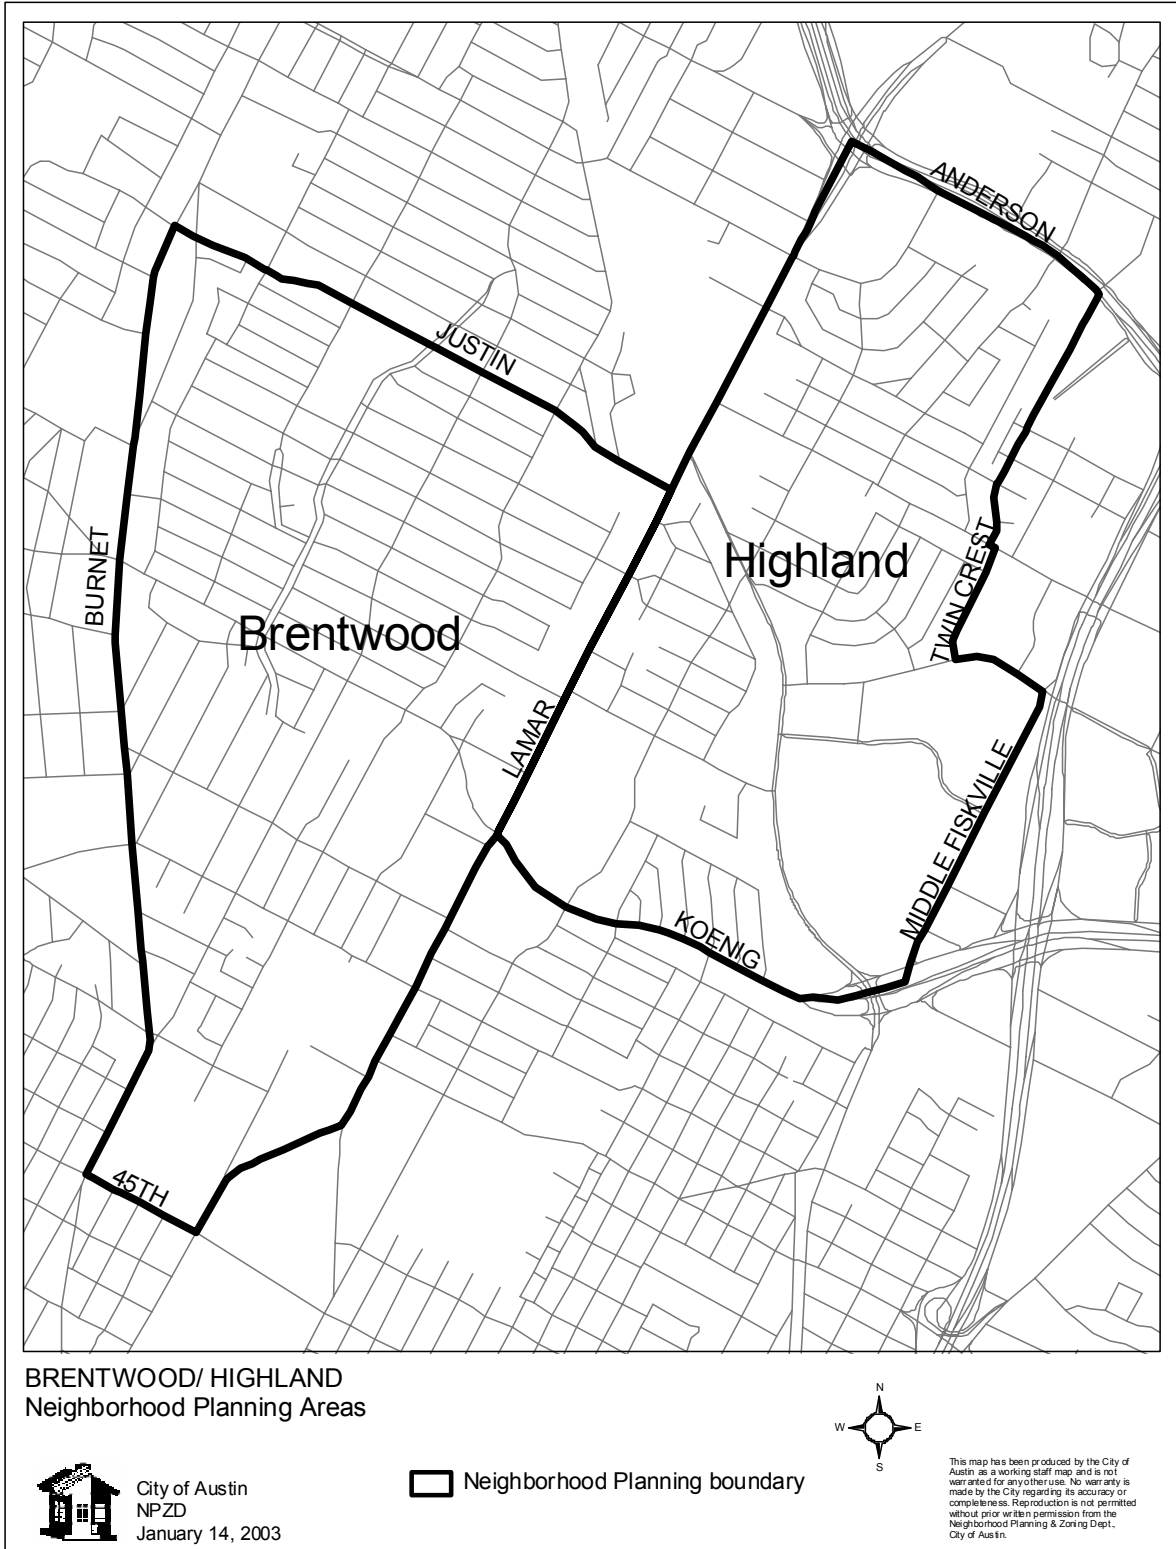 ANDERSON
JUSTIN
BURNET
Highland
TWIN CREST
Brentwood
LAMAR
MIDDLE FISKVILLE
KOENIG
45TH
BRENTWOOD/ HIGHLAND
Neighborhood Planning Areas
N
W E
S
City of Austin
NPZD
January 14, 2003
Neighborhood Planning boundary
This map has been produced by the City of
Austin as a working staff map and is not
warranted for any other use. No warranty is
made by the City regarding its accuracy or
completeness. Reproduction is not permitted
without prior written permission from the
Neighborhood Planning & Zoning Dept.,
City of Austin.